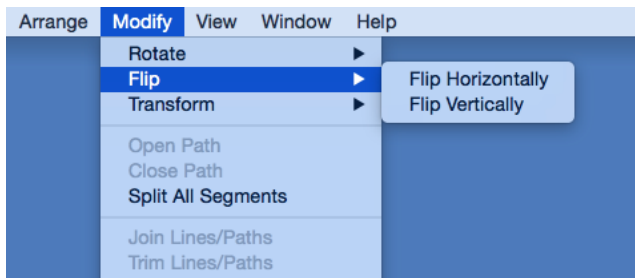 Arrange Modify View Window Help
Rotate
Flip
Flip Horizontally
Flip Vertically
Transform
Open Path
Close Path
Split All Segments
Join Lines/Paths
Trim Lines/Paths